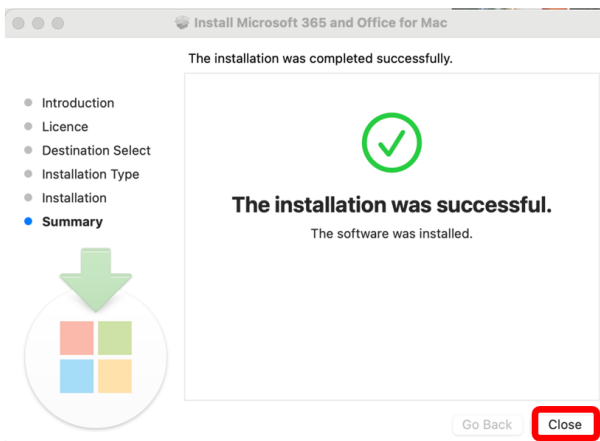 Install Microsoft 365 and Office for Mac
The installation was completed successfully.
Introduction
Licence
Destination Select
Installation Type
Installation
Summary
The installation was successful.
The software was installed.
Go Back
Close